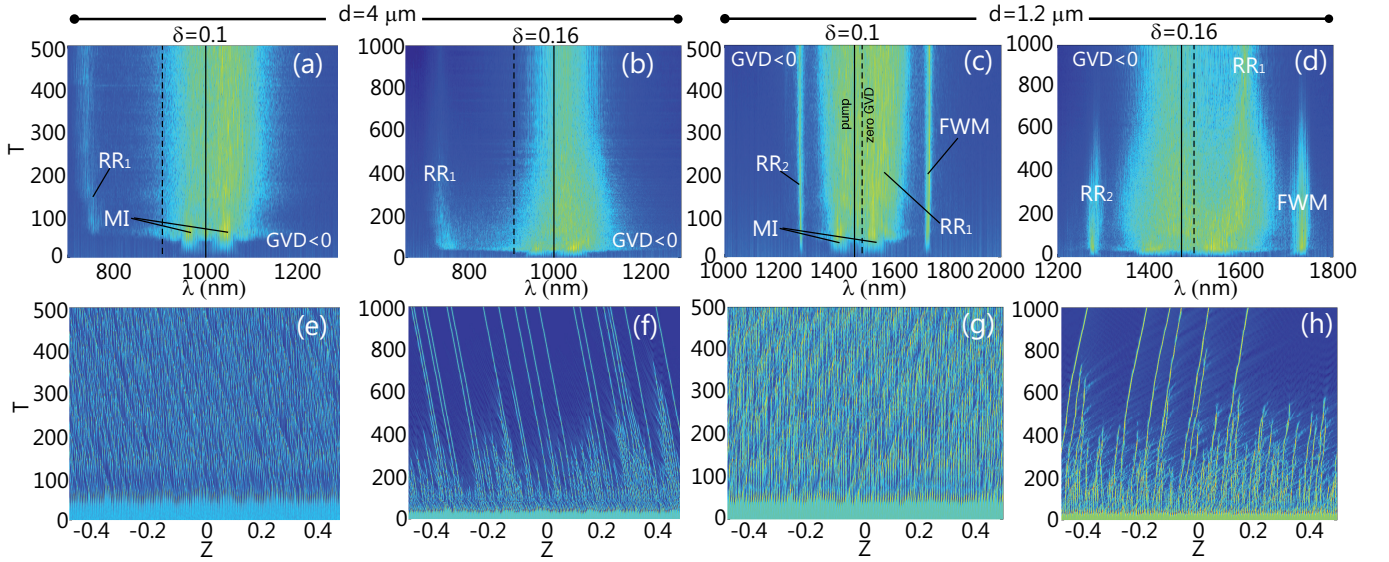 d=4 μm
d=1.2 μm
δ=0.1
δ=0.16
δ=0.1
δ=0.16
T
500
400
300
200
100
0
(a)
RR1
MI
GVD<0
800
1000
1200
λ (nm)
1000
800
600
400
200
0
(b)
RR1
GVD<0
800
1000
1200
λ (nm)
500
400
300
200
100
0
GVD<0
(c)
pump
zero GVD
FWM
RR2
MI
RR1
1000
1200
1400
1600
1800
2000
λ (nm)
1000
800
600
400
200
0
GVD<0
RR1
(d)
RR2
FWM
1200
1400
1600
1800
λ (nm)
T
500
400
300
200
100
0
(e)
-0.4
-0.2
0
0.2
0.4
Z
1000
800
600
400
200
0
(f)
-0.4
-0.2
0
0.2
0.4
Z
500
400
300
200
100
0
(g)
-0.4
-0.2
0
0.2
0.4
Z
1000
800
600
400
200
0
(h)
-0.4
-0.2
0
0.2
0.4
Z